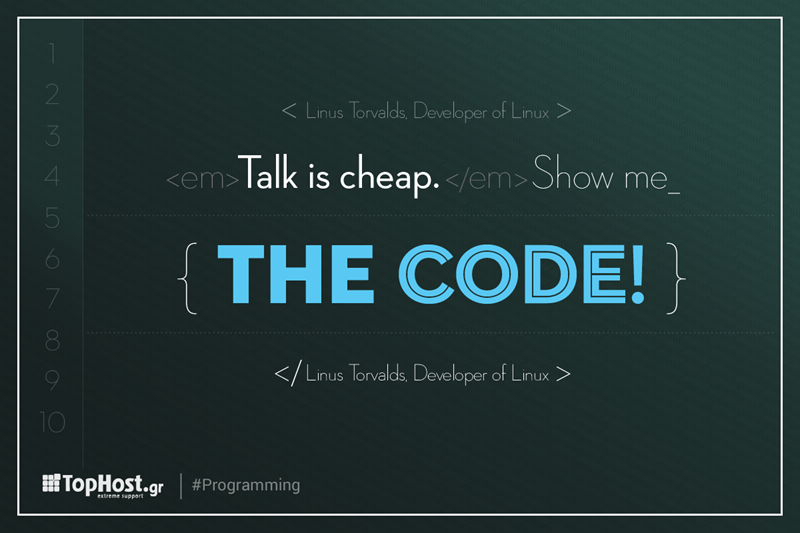 1
2
3
4
5
6
7
8
9
10
< Linus Torvalds, Developer of Linux >
<em>Talk is cheap.</em>Show me_
{ THE CODE! }
</ Linus Torvalds, Developer of Linux >
TopHost.gr
extreme support
#Programming